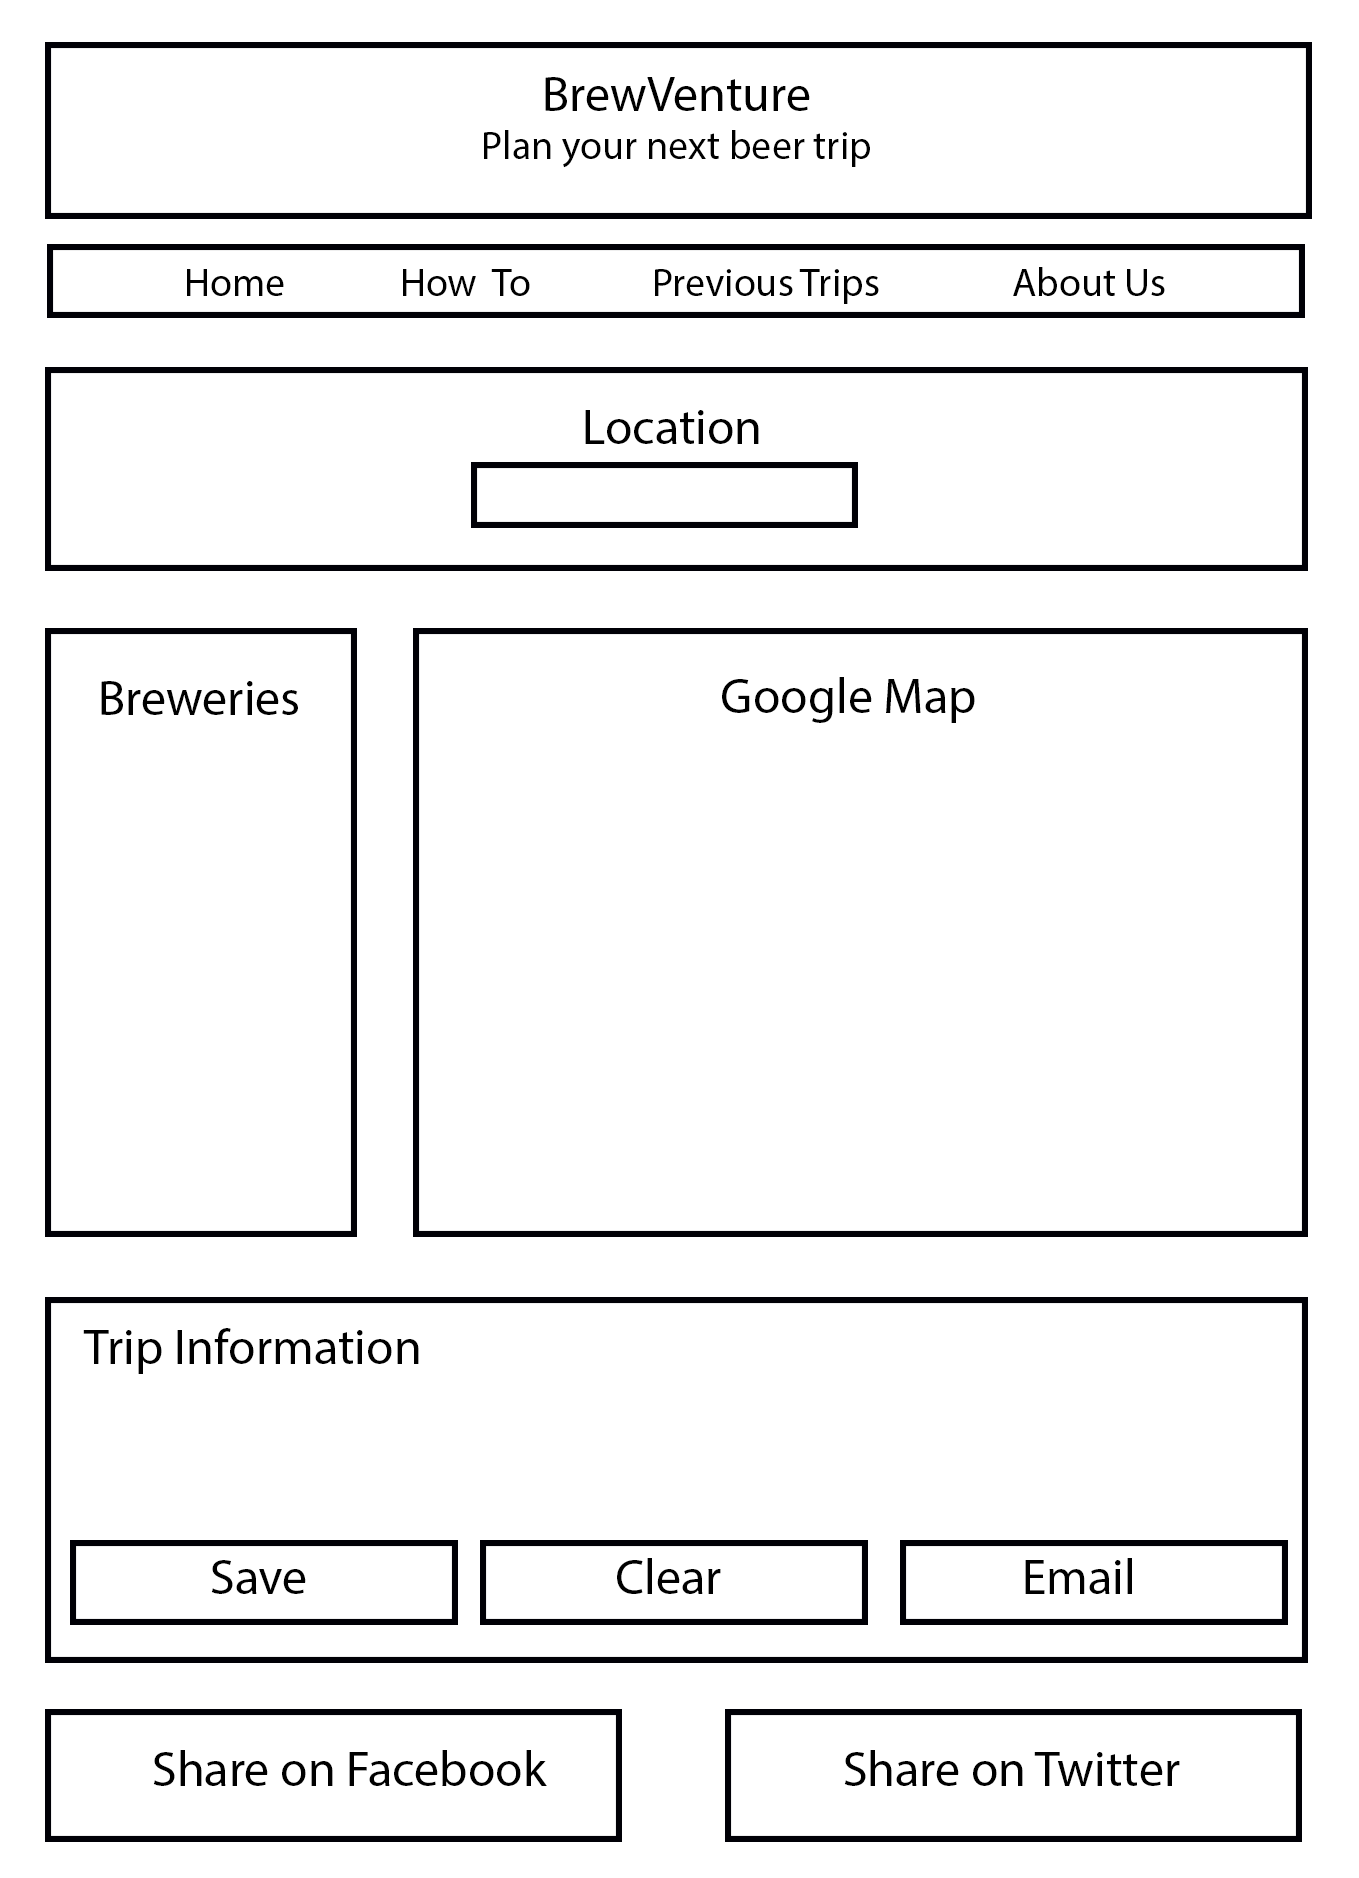 BrewVenture
Plan your next beer trip
Home How To Previous Trips About Us
Location
Breweries
Google Map
Trip Information
Save Clear Email
Share on Facebook
Share on Twitter